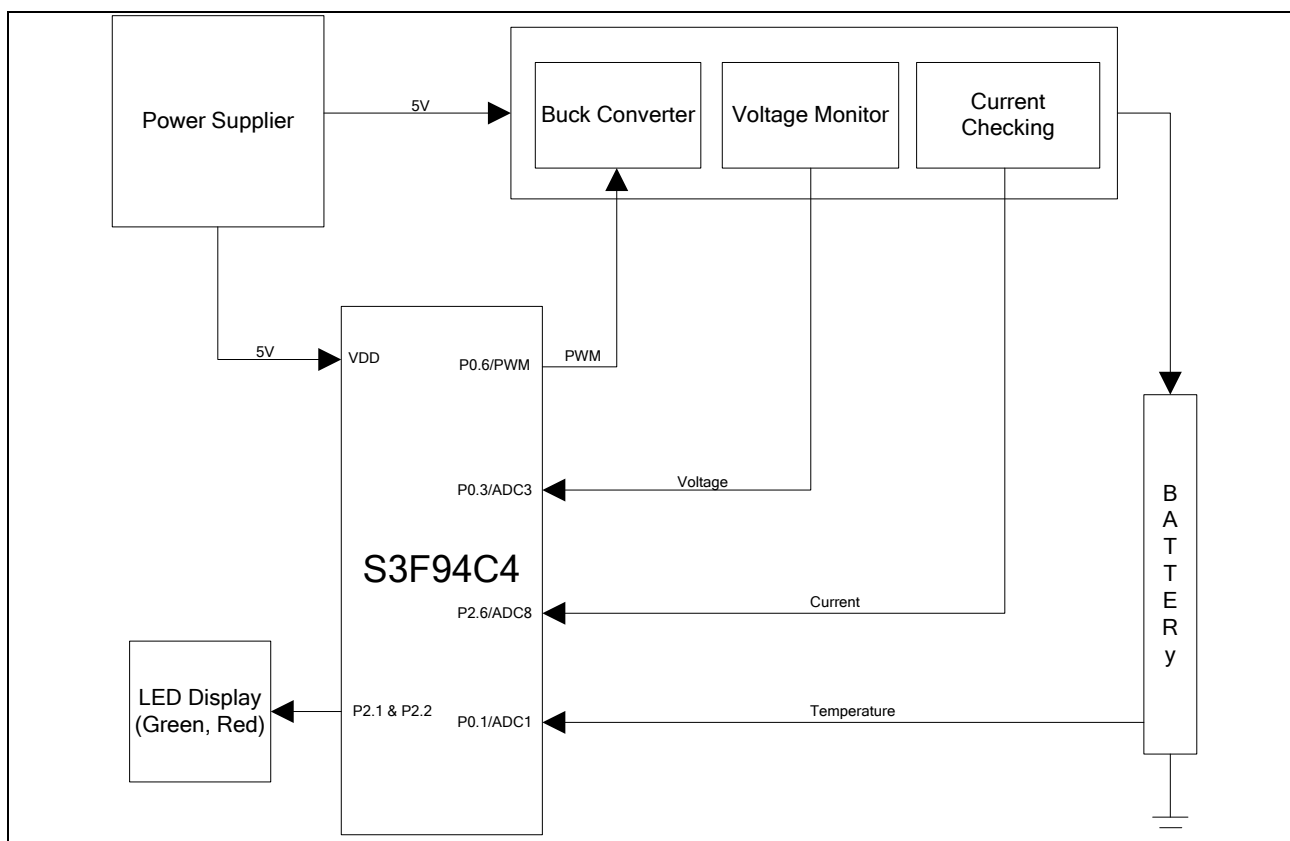 Power Supplier
5V
Buck Converter
Voltage Monitor
Current
Checking
5V
VDD
P0.6/PWM
PWM
P0.3/ADC3
Voltage
S3F94C4
P2.6/ADC8
Current
LED Display
(Green, Red)
P2.1 & P2.2
P0.1/ADC1
Temperature
B
A
T
T
E
R
y